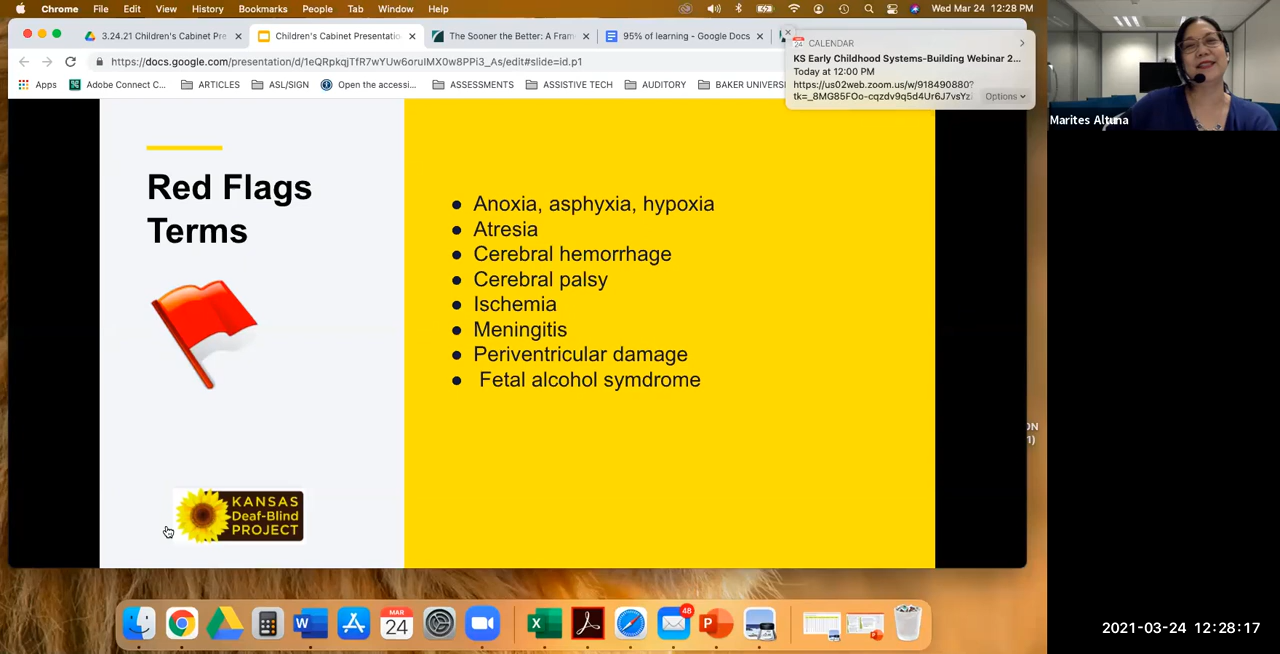 Chrome File Edit View History Bookmarks People Tab Window Help Wed Mar 24 12:28 PM
3.24.21 Children's Cabinet Pre Children's Cabinet Presentatio The Sooner the Better: A Fram 95% of learning - Google Docs
https://docs.google.com/presentation/d/1eQRpkqjTfR7wYUw6oruIMX0w8PPI3_As/edit#slide=id.p1
Apps Adobe Connect C... ARTICLES ASL/SIGN Open the accessi... ASSESSMENTS ASSISTIVE TECH AUDITORY BAKER UNIVERSI
CALENDAR
KS Early Childhood Systems-Building Webinar 2...
Today at 12:00 PM
https://us02web.zoom.us/w/918490880?
Options
Marites Altuna
Red Flags
Terms
● Anoxia, asphyxia, hypoxia
● Atresia
● Cerebral hemorrhage
● Cerebral palsy
● Ischemia
● Meningitis
● Periventricular damage
● Fetal alcohol symdrome
KANSAS
Deaf-Blind
PROJECT
ON
1)
MAR
24
48
2021-03-24 12:28:17